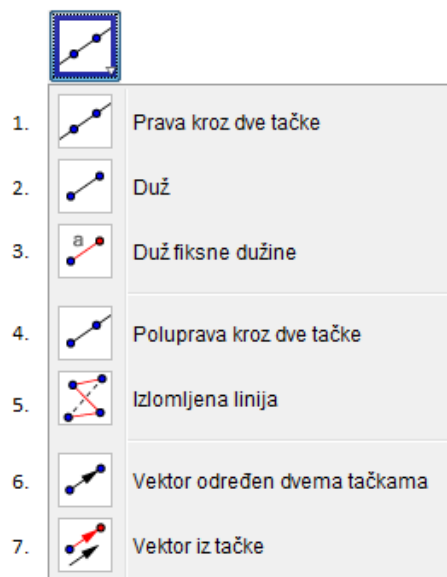 1. Prava kroz dve tačke
2. Duž
3. a Duž fiksne dužine
4. Poluprava kroz dve tačke
5. Izlomljena linija
6. Vektor određen dvema tačkama
7. Vektor iz tačke